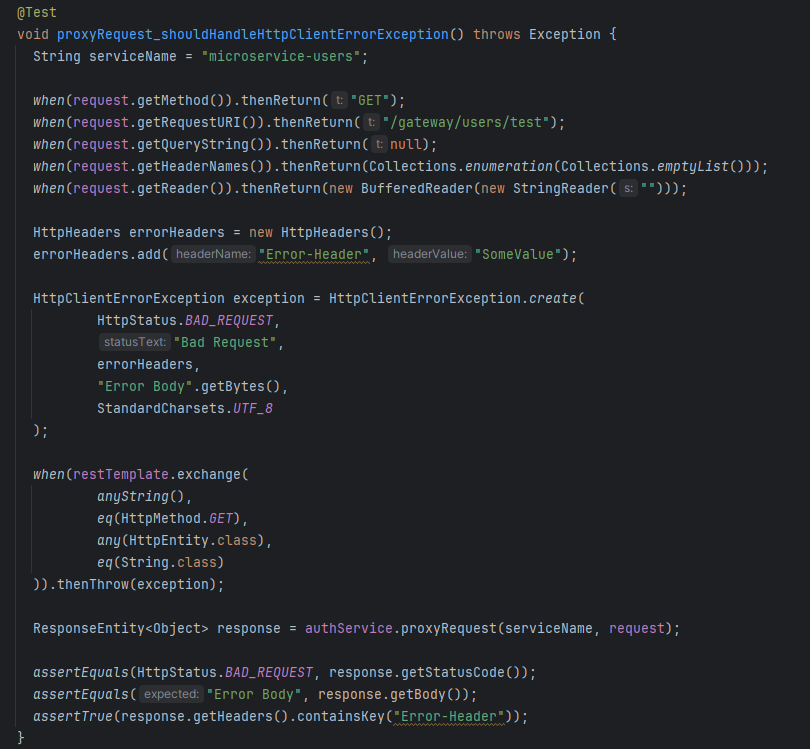 @Test
void proxyRequest_shouldHandleHttpClientErrorException() throws Exception {
String serviceName = "microservice-users";
when(request.getMethod()).thenReturn( t: "GET");
when(request.getRequestURI()).thenReturn( t: "/gateway/users/test");
when(request.getQueryString()).thenReturn( t: null);
when(request.getHeaderNames()).thenReturn(Collections.enumeration(Collections.emptyList()));
when(request.getReader()).thenReturn(new BufferedReader(new StringReader( s: "")));
HttpHeaders errorHeaders = new HttpHeaders();
errorHeaders.add( headerName: "Error-Header", headerValue: "SomeValue");
HttpClientErrorException exception = HttpClientErrorException.create(
HttpStatus.BAD_REQUEST,
statusText: "Bad Request",
errorHeaders,
"Error Body".getBytes(),
StandardCharsets.UTF_8
);
when(restTemplate.exchange(
anyString(),
eq(HttpMethod.GET),
any(HttpEntity.class),
eq(String.class)
)).thenThrow(exception);
ResponseEntity<Object> response = authService.proxyRequest(serviceName, request);
assertEquals(HttpStatus.BAD_REQUEST, response.getStatusCode());
assertEquals( expected: "Error Body", response.getBody());
assertTrue(response.getHeaders().containsKey("Error-Header"));
}